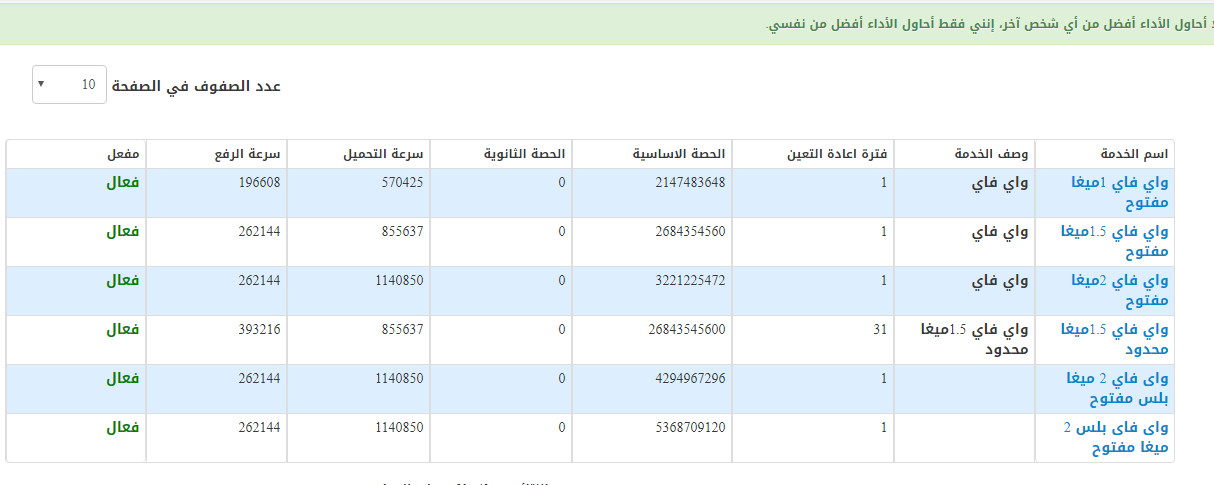 أحاول الأداء أفضل من أي شخص آخر، إنني فقط أحاول الأداء أفضل من نفسي.
عدد الصفوف في الصفحة 10
اسم الخدمة وصف الخدمة فترة اعادة التعين الحصة الاساسية الحصة الثانوية سرعة التحميل سرعة الرفع مفعل
واي فاي 1ميغا واي فاي 1 2147483648 0 570425 196608 فعال
مفتوح
واي فاي 1.5ميغا واي فاي 1 2684354560 0 855637 262144 فعال
مفتوح
واي فاي 2ميغا واي فاي 1 3221225472 0 1140850 262144 فعال
مفتوح
واي فاي 1.5ميغا واي فاي 1.5ميغا 31 26843545600 0 855637 393216 فعال
محدود محدود
واى فاي 2 ميغا 1 4294967296 0 1140850 262144 فعال
بلس مفتوح
واى فاى بلس 2 1 5368709120 0 1140850 262144 فعال
ميغا مفتوح